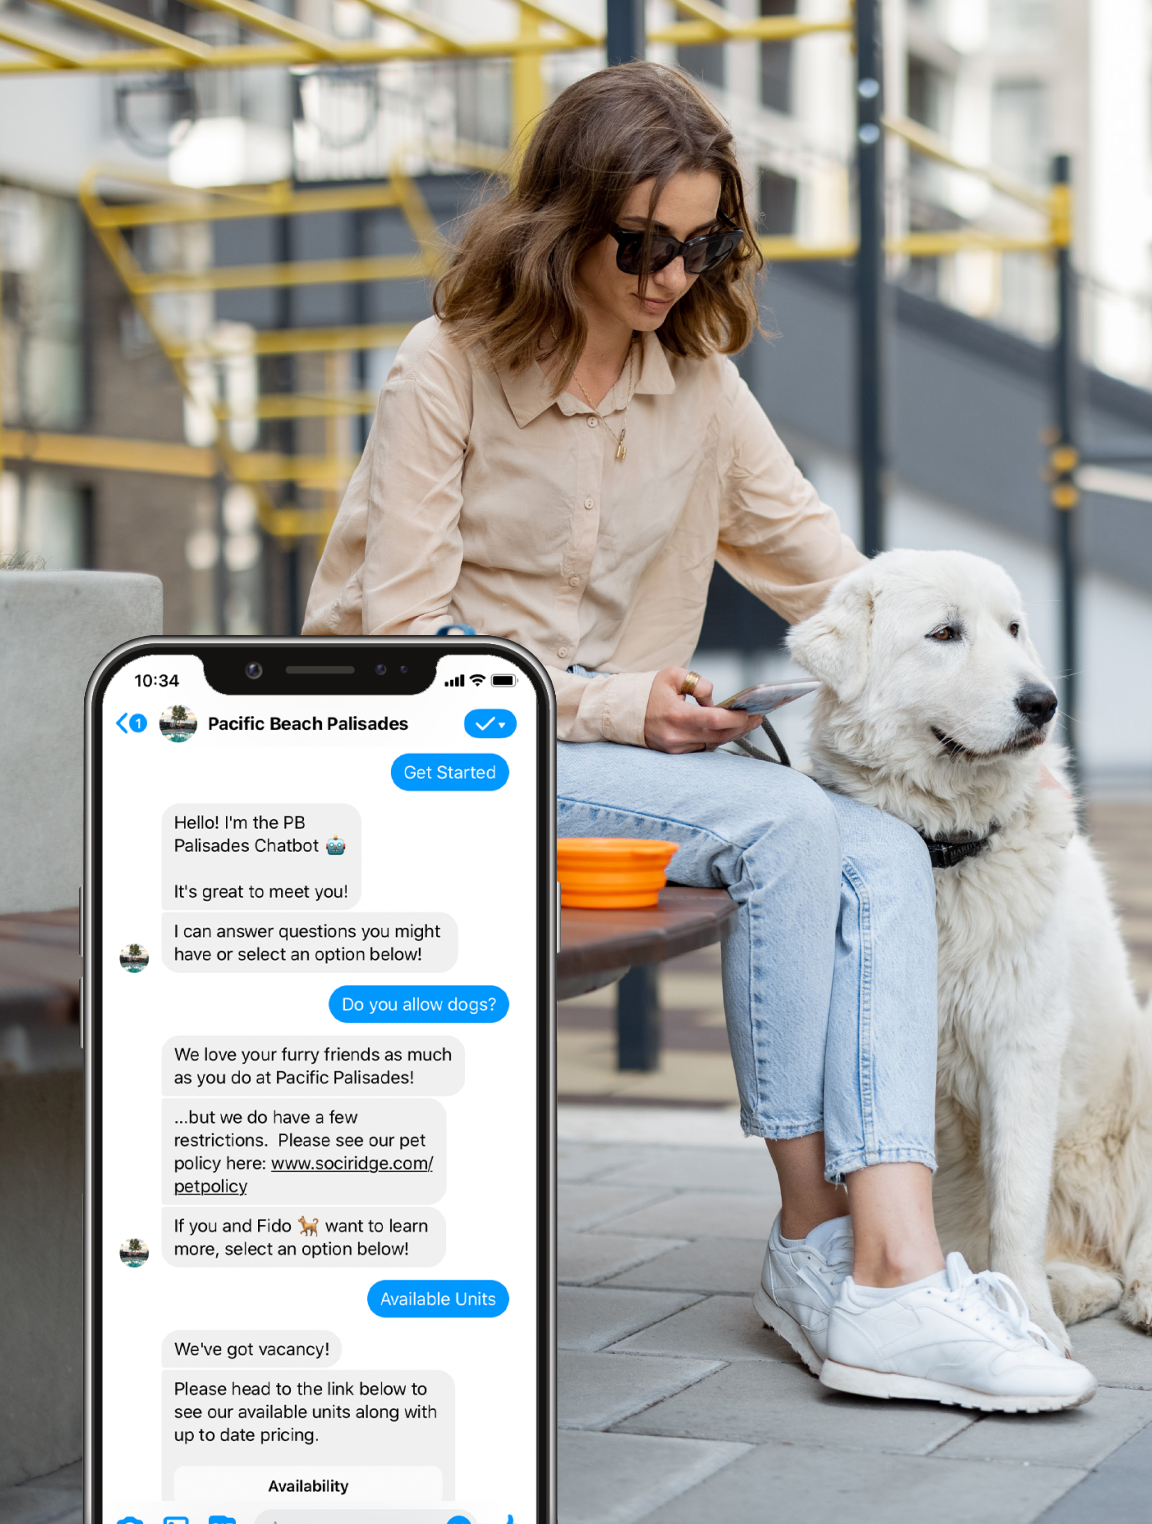 10:34
1
Pacific Beach Palisades
Get Started
Hello! I'm the PB
Palisades Chatbot 🤖
It's great to meet you!
I can answer questions you might
have or select an option below!
Do you allow dogs?
We love your furry friends as much
as you do at Pacific Palisades!
...but we do have a few
restrictions.  Please see our pet
policy here: www.sociridge.com/
petpolicy
If you and Fido 🐕 want to learn
more, select an option below!
Available Units
We've got vacancy!
Please head to the link below to
see our available units along with
up to date pricing.
Availability